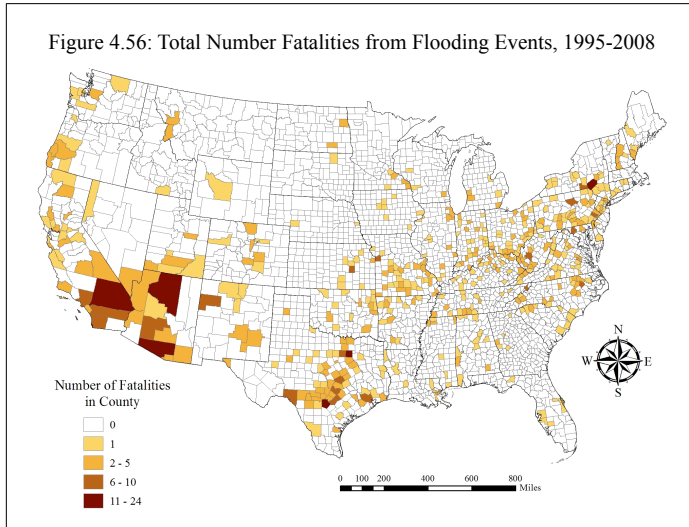 Figure 4.56: Total Number Fatalities from Flooding Events, 1995-2008
N
W
E
S
Number of Fatalities
in County
0
1
2 - 5
6 - 10
11 - 24
0 100 200 400 600 800
Miles